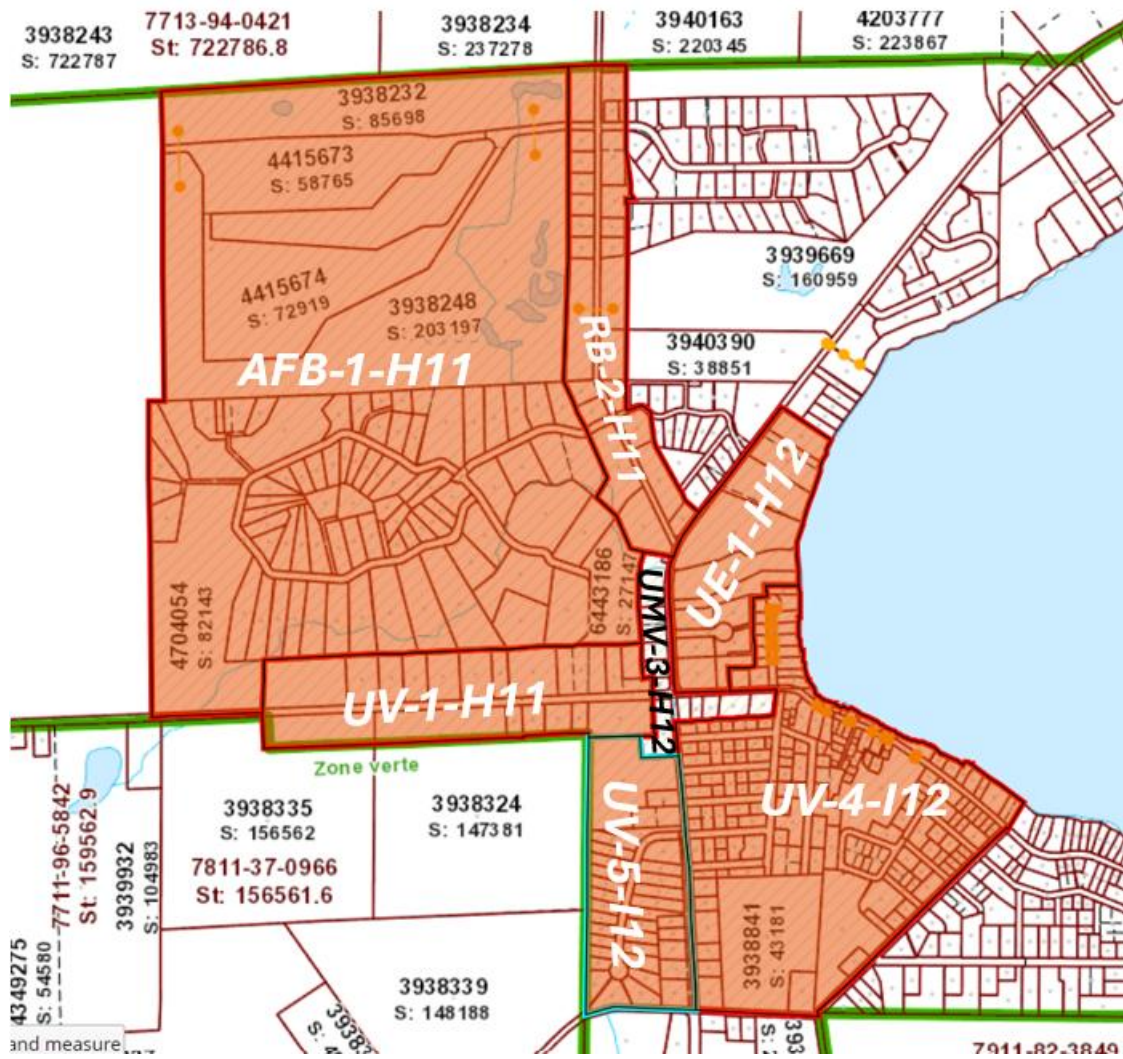 3938243
S: 722787
7713-94-0421
St: 722786.8
3938234
S: 237278
3940163
S: 220345
4203777
S: 223867
3938232
S: 85698
4415673
S: 58765
4415674
S: 72919
3938248
S: 203197
3939669
S: 160959
3940390
S: 38851
AFB-1-H11
RB-2-H11
UE-1-H12
4704054
S: 82143
6443186
S: 27147
UMV-3-H12
UV-1-H11
Zone verte
UV-4-I12
UV-5-I12
3938335
S: 156562
7811-37-0966
St: 156561.6
3938324
S: 147381
7711-96-5842
St: 159562.9
3939932
S: 104983
4349275
S: 54580
3938841
S: 43181
3938339
S: 148188
7911-82-3849
and measure